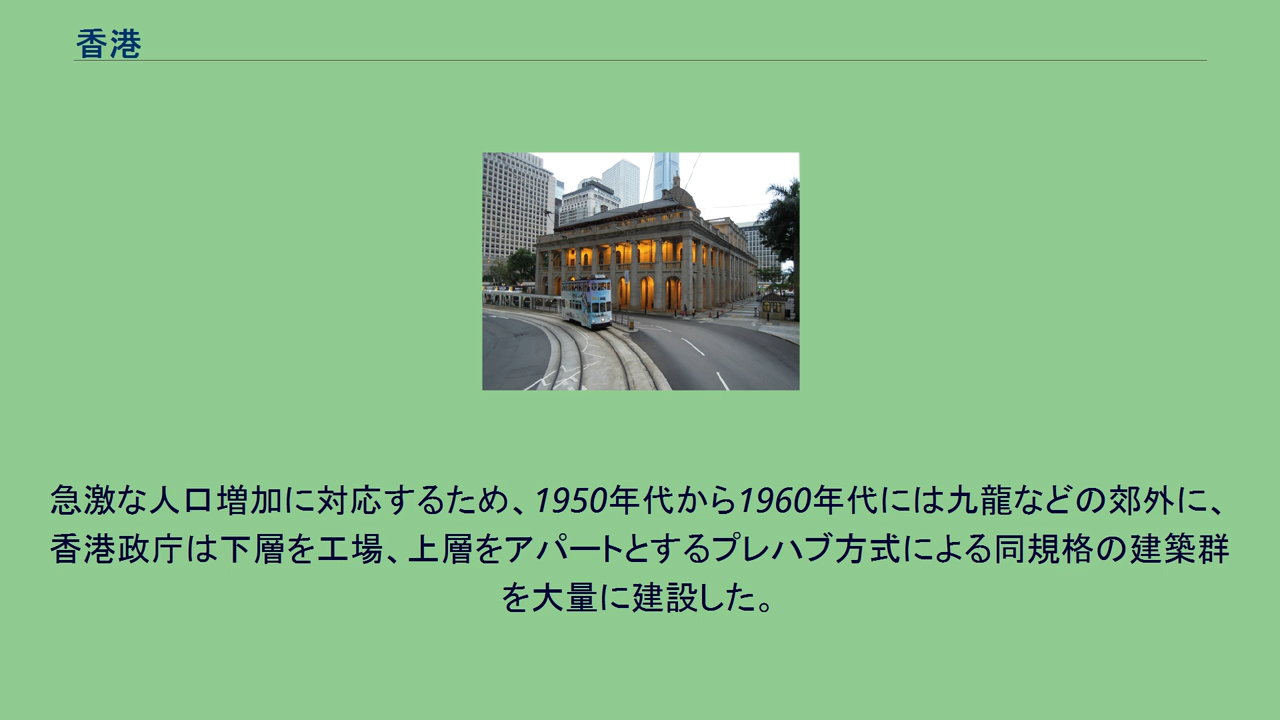 香港
急激な人口増加に対応するため、1950年代から1960年代には九龍などの郊外に、
香港政庁は下層を工場、上層をアパートとするプレハブ方式による同規格の建築群
を大量に建設した。